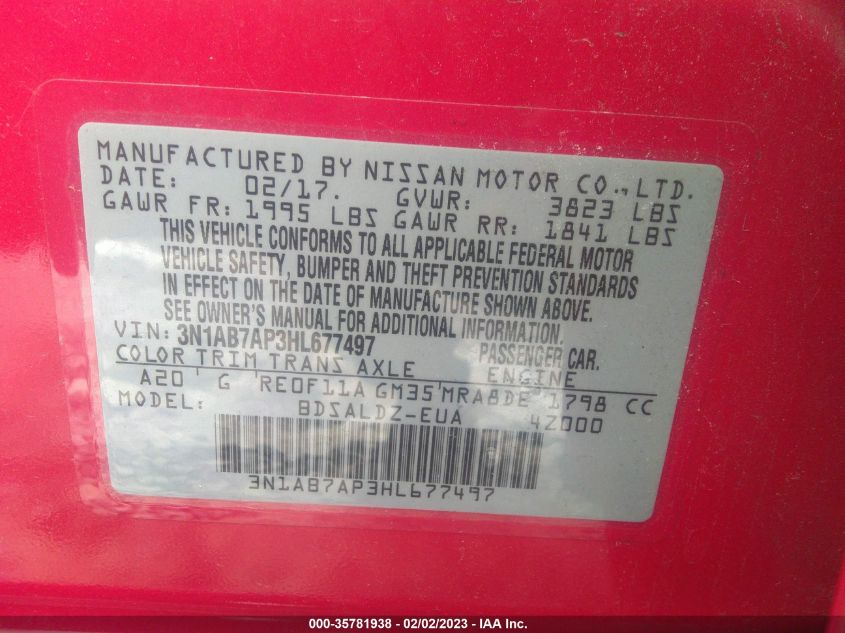 MANUFACTURED BY NISSAN MOTOR CO., LTD.
DATE: 02/17. GVWR: 3823 LBS
GAWR FR: 1995 LBS GAWR RR: 1841 LBS
THIS VEHICLE CONFORMS TO ALL APPLICABLE FEDERAL MOTOR
VEHICLE SAFETY, BUMPER AND THEFT PREVENTION STANDARDS
IN EFFECT ON THE DATE OF MANUFACTURE SHOWN ABOVE.
SEE OWNER'S MANUAL FOR ADDITIONAL INFORMATION.
VIN: 3N1AB7AP3HL677497 PASSENGER CAR.
COLOR TRIM TRANS AXLE ENGINE
A20 G RE0F11A GM35 MRA8DE 1798 CC
MODEL: BDSALDZ-EUA 4Z000
3N1AB7AP3HL677497
000-35781938 - 02/02/2023 - IAA Inc.